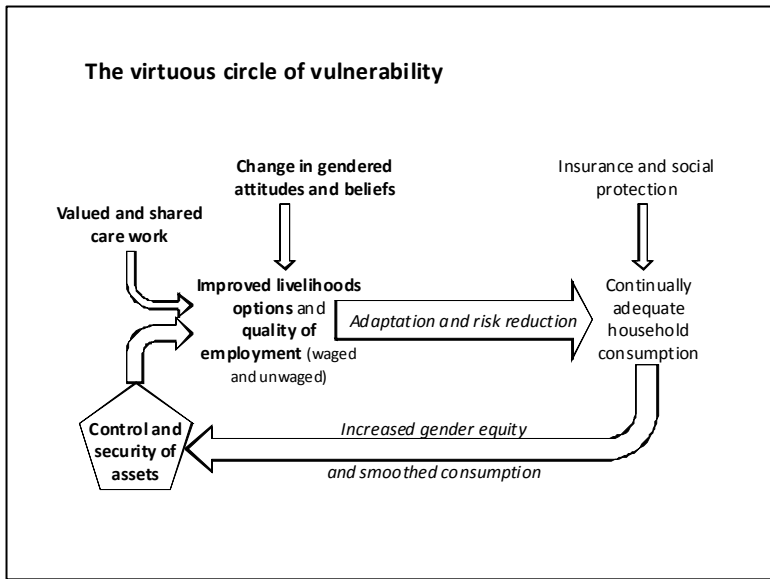 The virtuous circle of vulnerability
Change in gendered
attitudes and beliefs
Insurance and social
protection
Valued and shared
care work
Improved livelihoods
options and
quality of
employment (waged
and unwaged)
Adaptation and risk reduction
Continually
adequate
household
consumption
Control and
security of
assets
Increased gender equity
and smoothed consumption